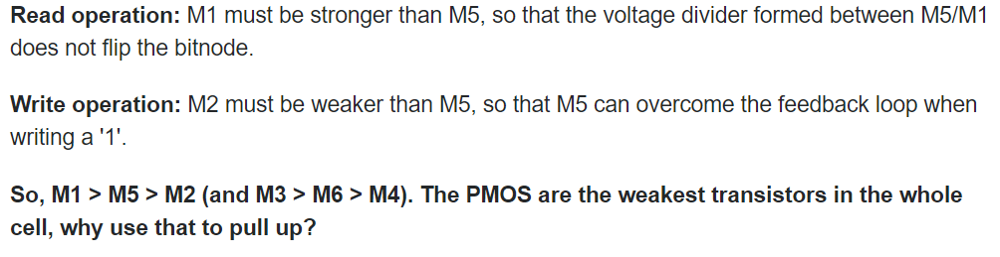 Read operation: M1 must be stronger than M5, so that the voltage divider formed between M5/M1
does not flip the bitnode.
Write operation: M2 must be weaker than M5, so that M5 can overcome the feedback loop when
writing a '1'.
So, M1 > M5 > M2 (and M3 > M6 > M4). The PMOS are the weakest transistors in the whole
cell, why use that to pull up?